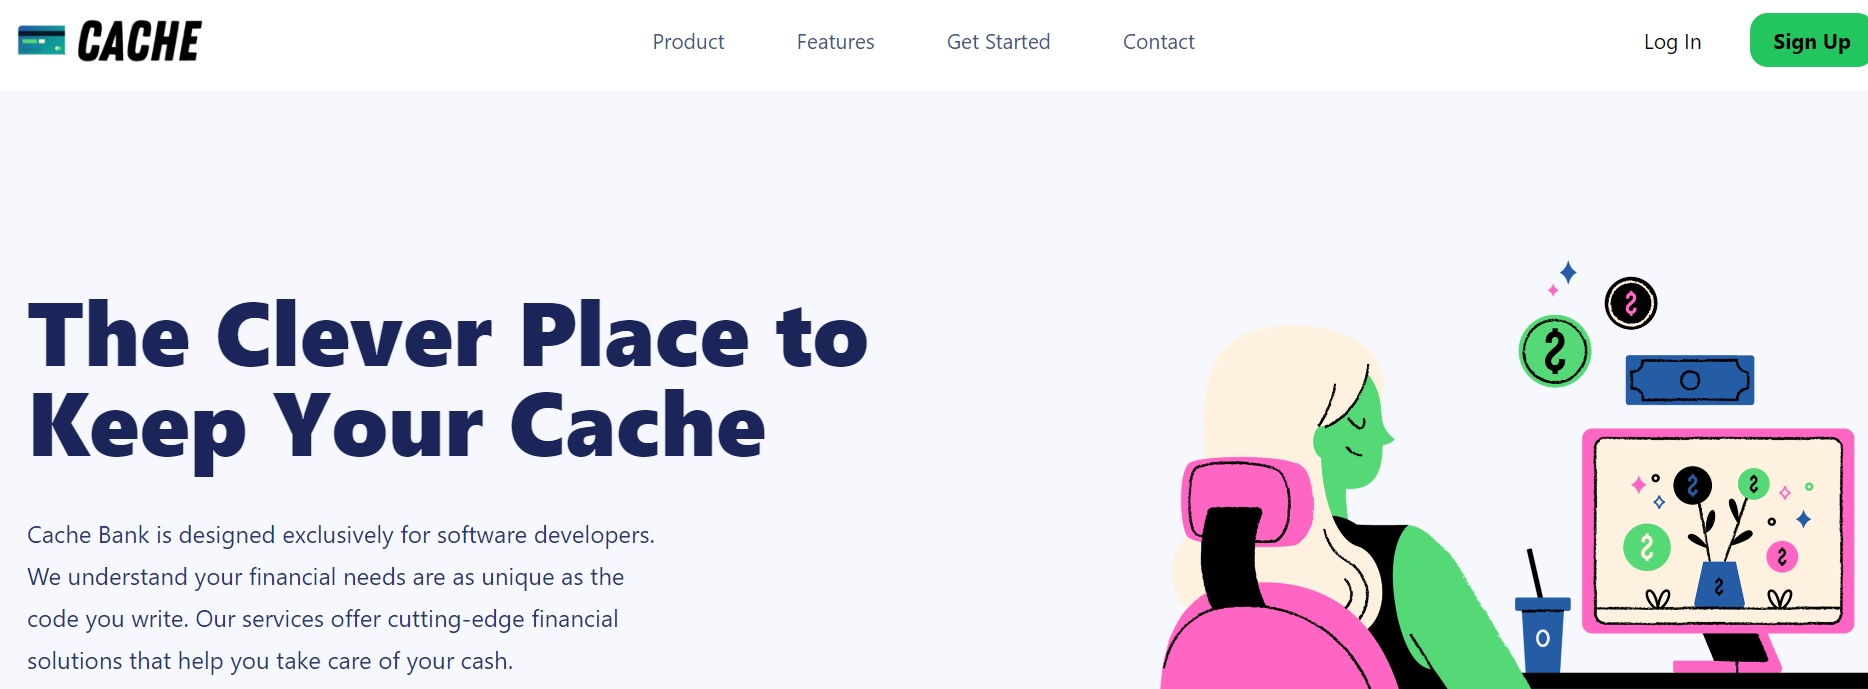 CACHE
Product
Features
Get Started
Contact
Log In
Sign Up
The Clever Place to
Keep Your Cache
Cache Bank is designed exclusively for software developers.
We understand your financial needs are as unique as the
code you write. Our services offer cutting-edge financial
solutions that help you take care of your cash.